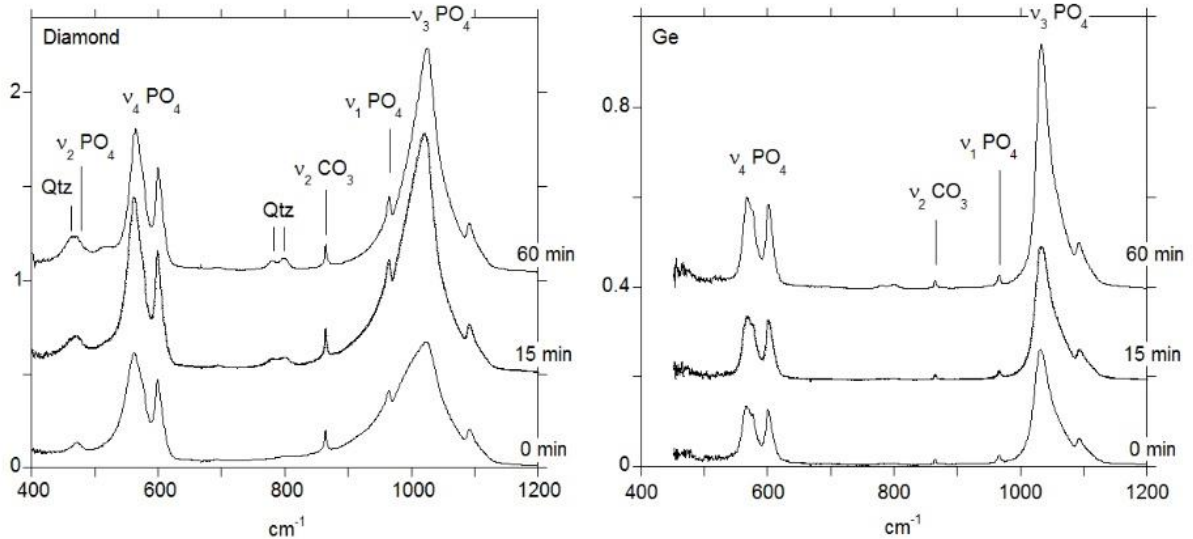 Diamond
ν₃ PO₄
ν₄ PO₄
ν₁ PO₄
ν₂ PO₄
ν₂ CO₃
Qtz
Qtz
60 min
15 min
0 min
2
1
0
400
600
800
1000
1200
cm⁻¹
Ge
ν₃ PO₄
ν₁ PO₄
ν₄ PO₄
ν₂ CO₃
60 min
15 min
0 min
0.8
0.4
0
400
600
800
1000
1200
cm⁻¹